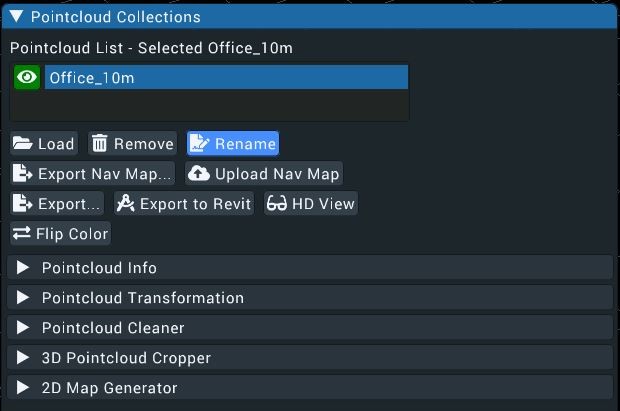 Pointcloud Collections
Pointcloud List - Selected Office_10m
Office_10m
Load Remove Rename
Export Nav Map... Upload Nav Map
Export... Export to Revit HD View
Flip Color
Pointcloud Info
Pointcloud Transformation
Pointcloud Cleaner
3D Pointcloud Cropper
2D Map Generator